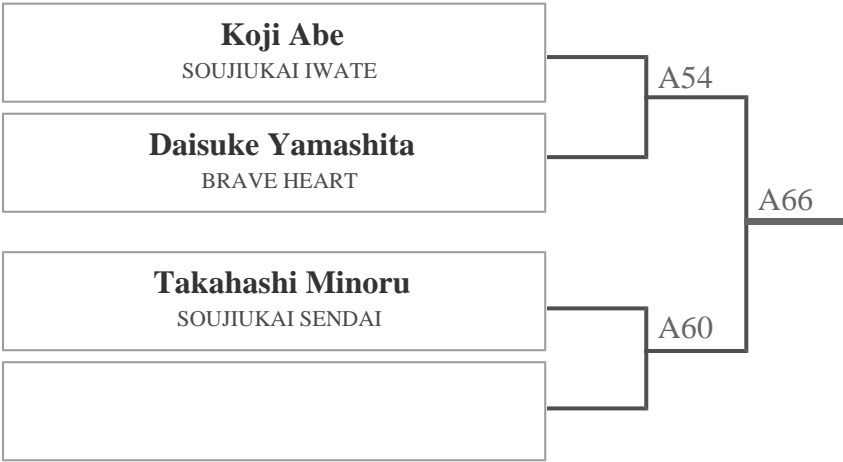 Koji Abe
SOUJIUKAI IWATE
A54
Daisuke Yamashita
BRAVE HEART
A66
Takahashi Minoru
SOUJIUKAI SENDAI
A60